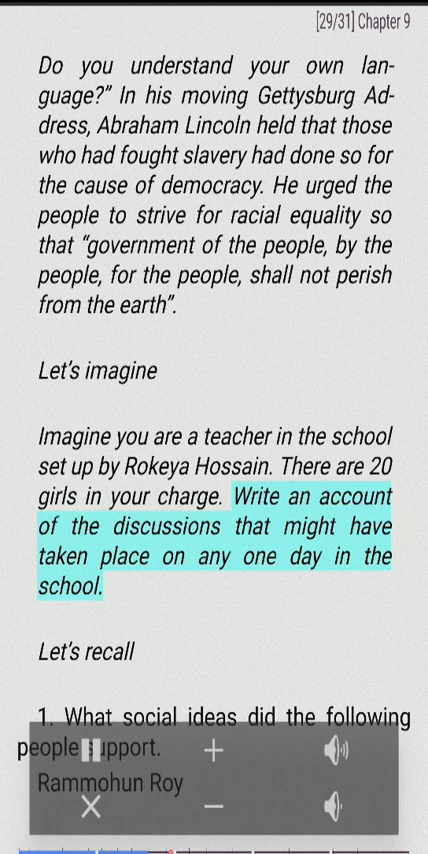 [29/31] Chapter 9
Do you understand your own lan-
guage?” In his moving Gettysburg Ad-
dress, Abraham Lincoln held that those
who had fought slavery had done so for
the cause of democracy. He urged the
people to strive for racial equality so
that “government of the people, by the
people, for the people, shall not perish
from the earth”.
Let’s imagine
Imagine you are a teacher in the school
set up by Rokeya Hossain. There are 20
girls in your charge. Write an account
of the discussions that might have
taken place on any one day in the
school.
Let’s recall
1. What social ideas did the following
people support.
Rammohun Roy